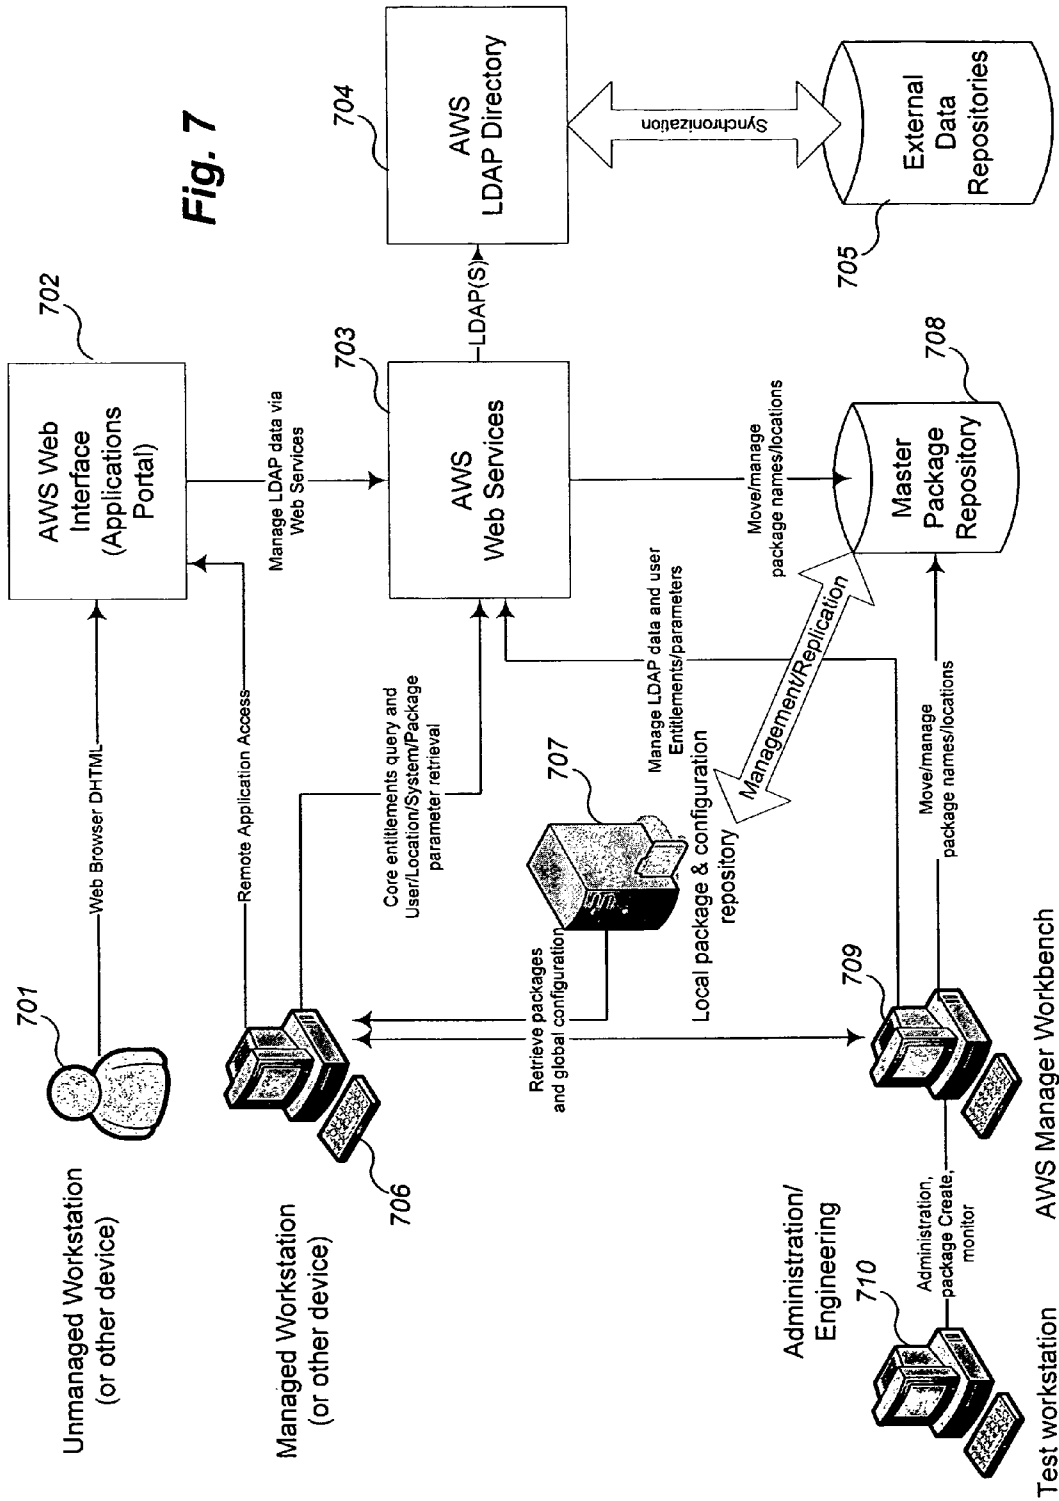 Fig. 7
Unmanaged Workstation
(or other device)
701
Web Browser DHTML
702
AWS Web
Interface
(Applications
Portal)
Managed Workstation
(or other device)
706
Remote Application Access
Manage LDAP data via
Web Services
Core entitlements query and
User/Location/System/Package
parameter retrieval
703
AWS
Web Services
LDAP(S)
704
AWS
LDAP Directory
Synchronization
705
External
Data
Repositories
Retrieve packages
and global configuration
707
Local package & configuration
repository
Manage LDAP data and user
Entitlements/parameters
Management/Replication
Move/manage
package names/locations
708
Master
Package
Repository
Administration/
Engineering
710
Administration,
package Create,
monitor
709
Move/manage
package names/locations
Test workstation
AWS Manager Workbench